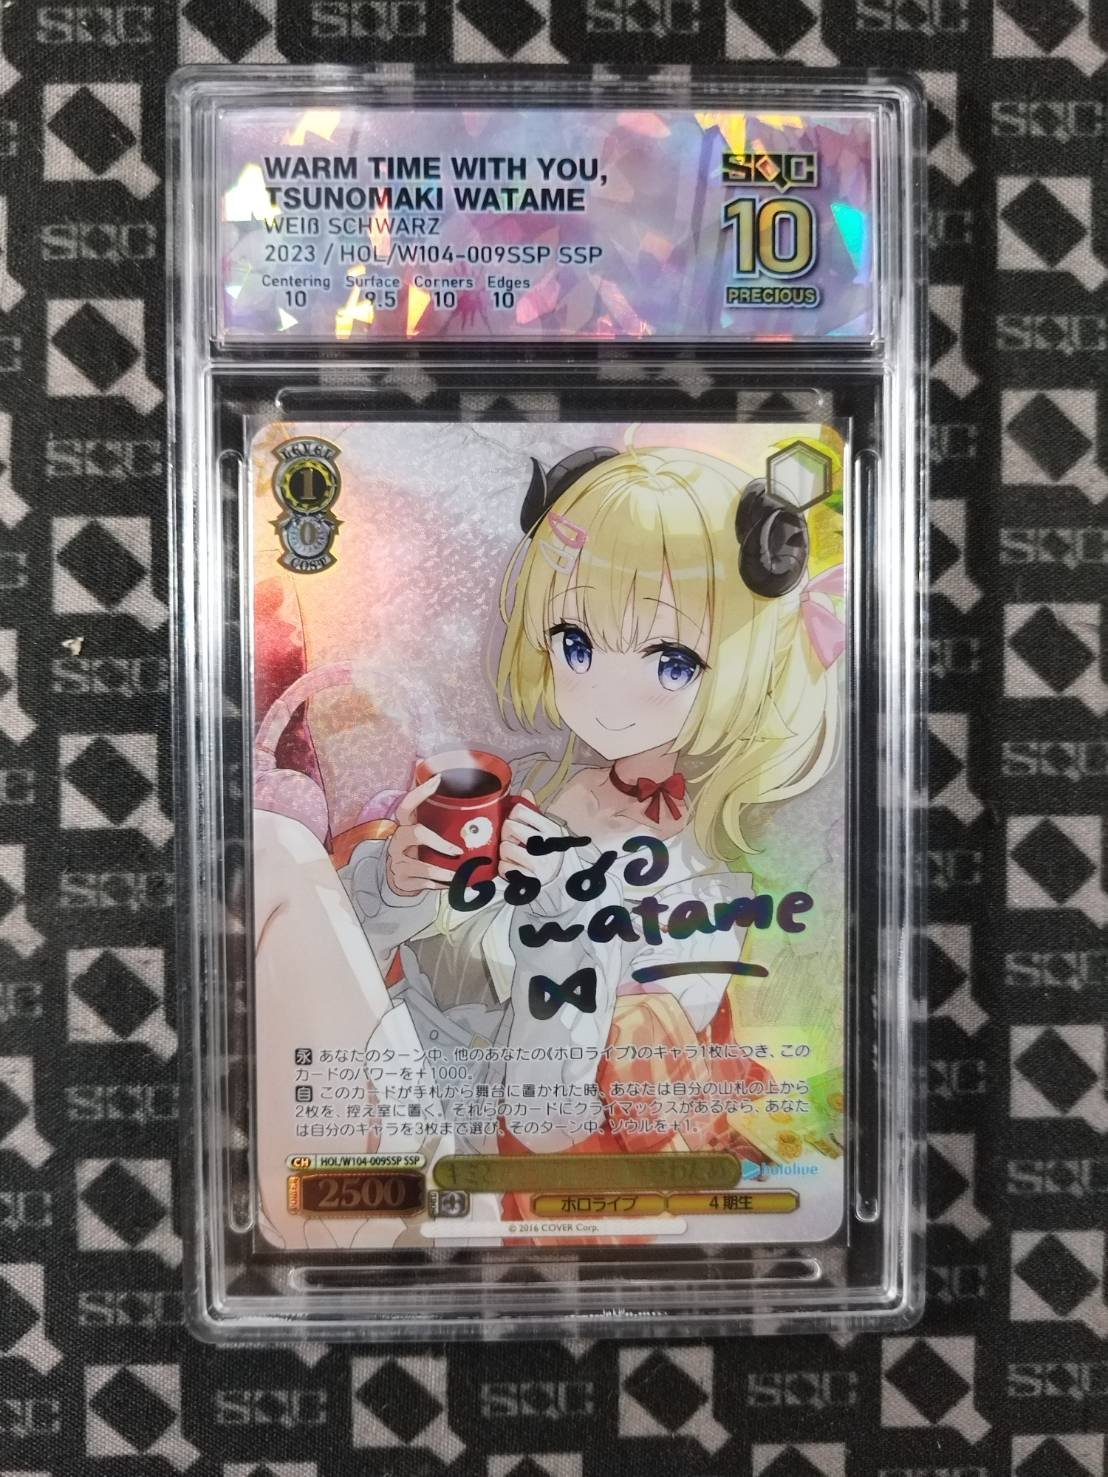 WARM TIME WITH YOU,
TSUNOMAKI WATAME
WEIß SCHWARZ
2023 / HOL/W104-009SSP SSP
Centering Surface Corners Edges
10 9.5 10 10
SQC
10
PRECIOUS
LEVEL
1
0
COST
watame
永 あなたのターン中、他のあなたの《ホロライブ》のキャラ1枚につき、この
カードのパワーを+1000。
自 このカードが手札から舞台に置かれた時、あなたは自分の山札の上から
2枚を、控え室に置く。それらのカードにクライマックスがあるなら、あなた
は自分のキャラを3枚まで選び、そのターン中、ソウルを+1。
CH HOL/W104-009SSP SSP
hololive
2500
ホロライブ 4期生
© 2016 COVER Corp.
SQC